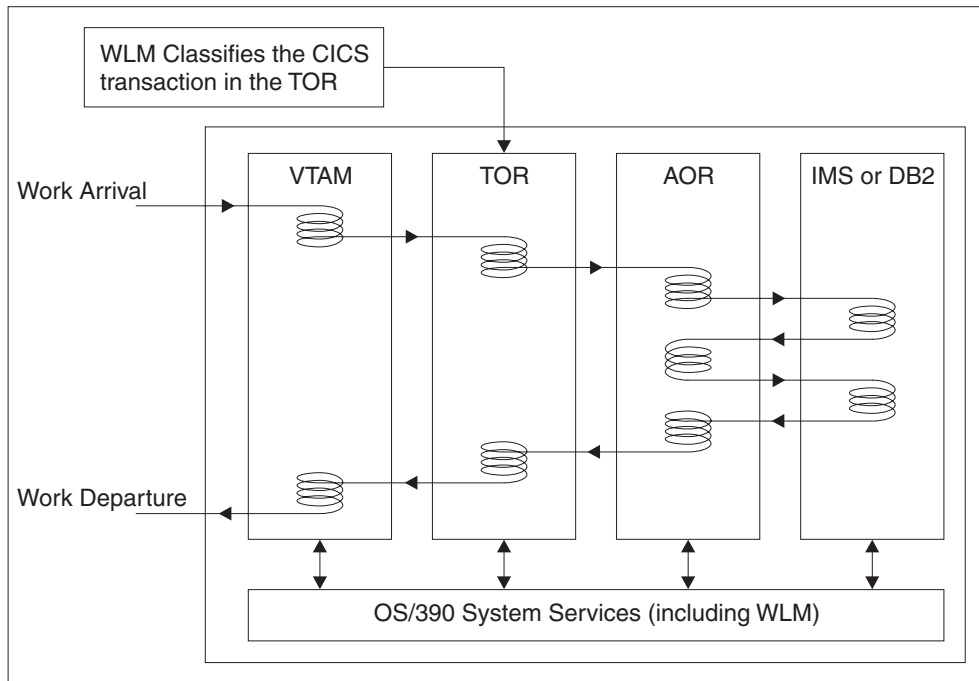 WLM Classifies the CICS
transaction in the TOR
VTAM
TOR
AOR
IMS or DB2
Work Arrival
Work Departure
OS/390 System Services (including WLM)